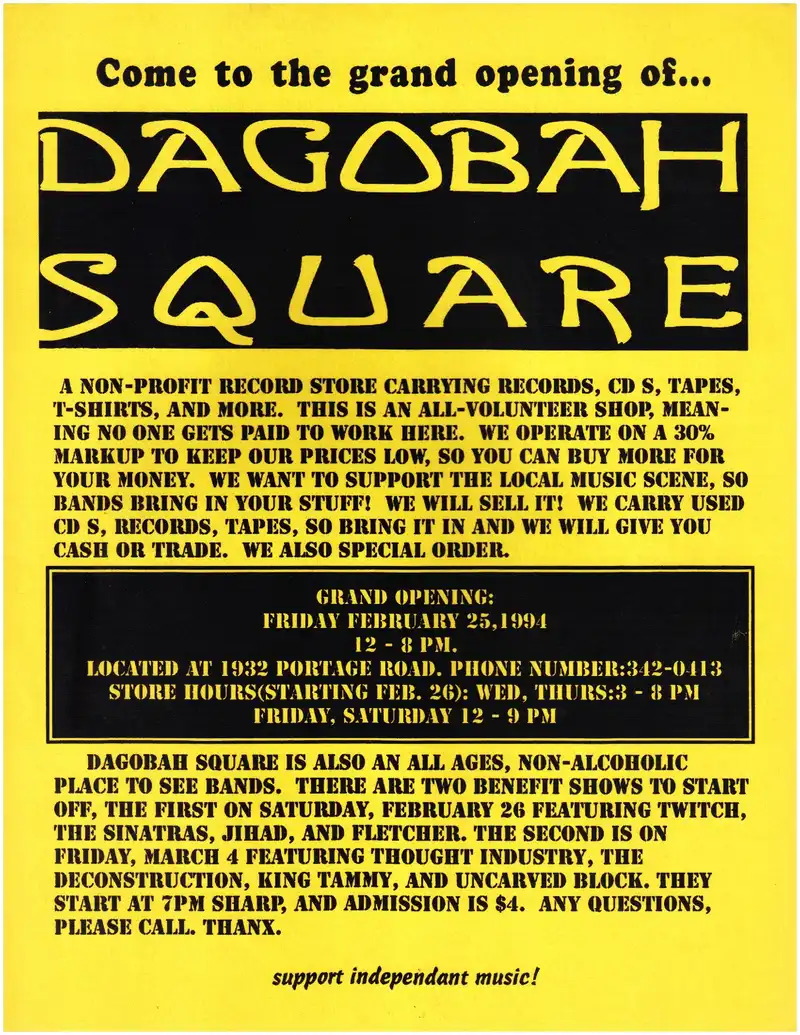 Come to the grand opening of...
DAGOBAH
SQUARE
A NON-PROFIT RECORD STORE CARRYING RECORDS, CD S, TAPES,
T-SHIRTS, AND MORE. THIS IS AN ALL-VOLUNTEER SHOP, MEAN-
ING NO ONE GETS PAID TO WORK HERE. WE OPERATE ON A 30%
MARKUP TO KEEP OUR PRICES LOW, SO YOU CAN BUY MORE FOR
YOUR MONEY. WE WANT TO SUPPORT THE LOCAL MUSIC SCENE, SO
BANDS BRING IN YOUR STUFF! WE WILL SELL IT! WE CARRY USED
CD S, RECORDS, TAPES, SO BRING IT IN AND WE WILL GIVE YOU
CASH OR TRADE. WE ALSO SPECIAL ORDER.
GRAND OPENING:
FRIDAY FEBRUARY 25,1994
12 - 8 PM.
LOCATED AT 1932 PORTAGE ROAD. PHONE NUMBER:342-0413
STORE HOURS(STARTING FEB. 26): WED, THURS:3 - 8 PM
FRIDAY, SATURDAY 12 - 9 PM
DAGOBAH SQUARE IS ALSO AN ALL AGES, NON-ALCOHOLIC
PLACE TO SEE BANDS. THERE ARE TWO BENEFIT SHOWS TO START
OFF, THE FIRST ON SATURDAY, FEBRUARY 26 FEATURING TWITCH,
THE SINATRAS, JIHAD, AND FLETCHER. THE SECOND IS ON
FRIDAY, MARCH 4 FEATURING THOUGHT INDUSTRY, THE
DECONSTRUCTION, KING TAMMY, AND UNCARVED BLOCK. THEY
START AT 7PM SHARP, AND ADMISSION IS $4. ANY QUESTIONS,
PLEASE CALL. THANX.
support independant music!